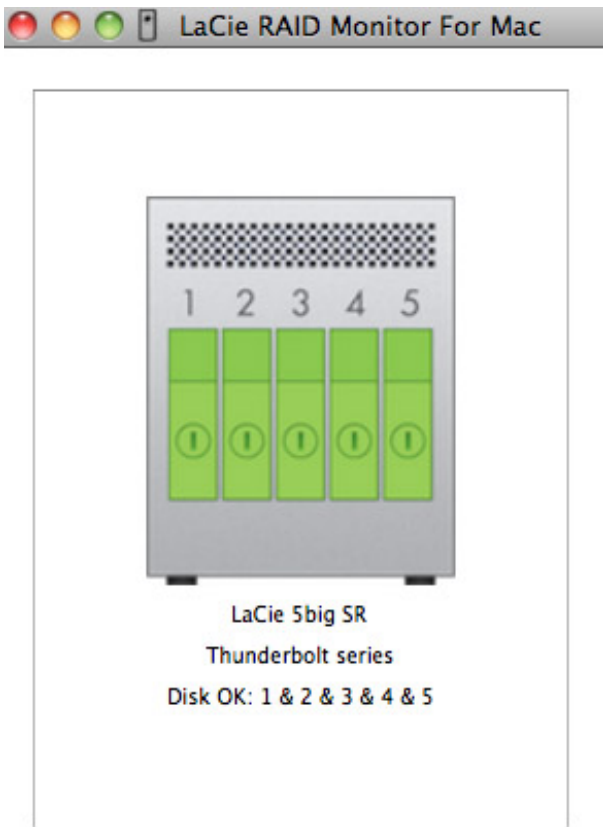 LaCie RAID Monitor For Mac
1 2 3 4 5
LaCie 5big SR
Thunderbolt series
Disk OK: 1 & 2 & 3 & 4 & 5